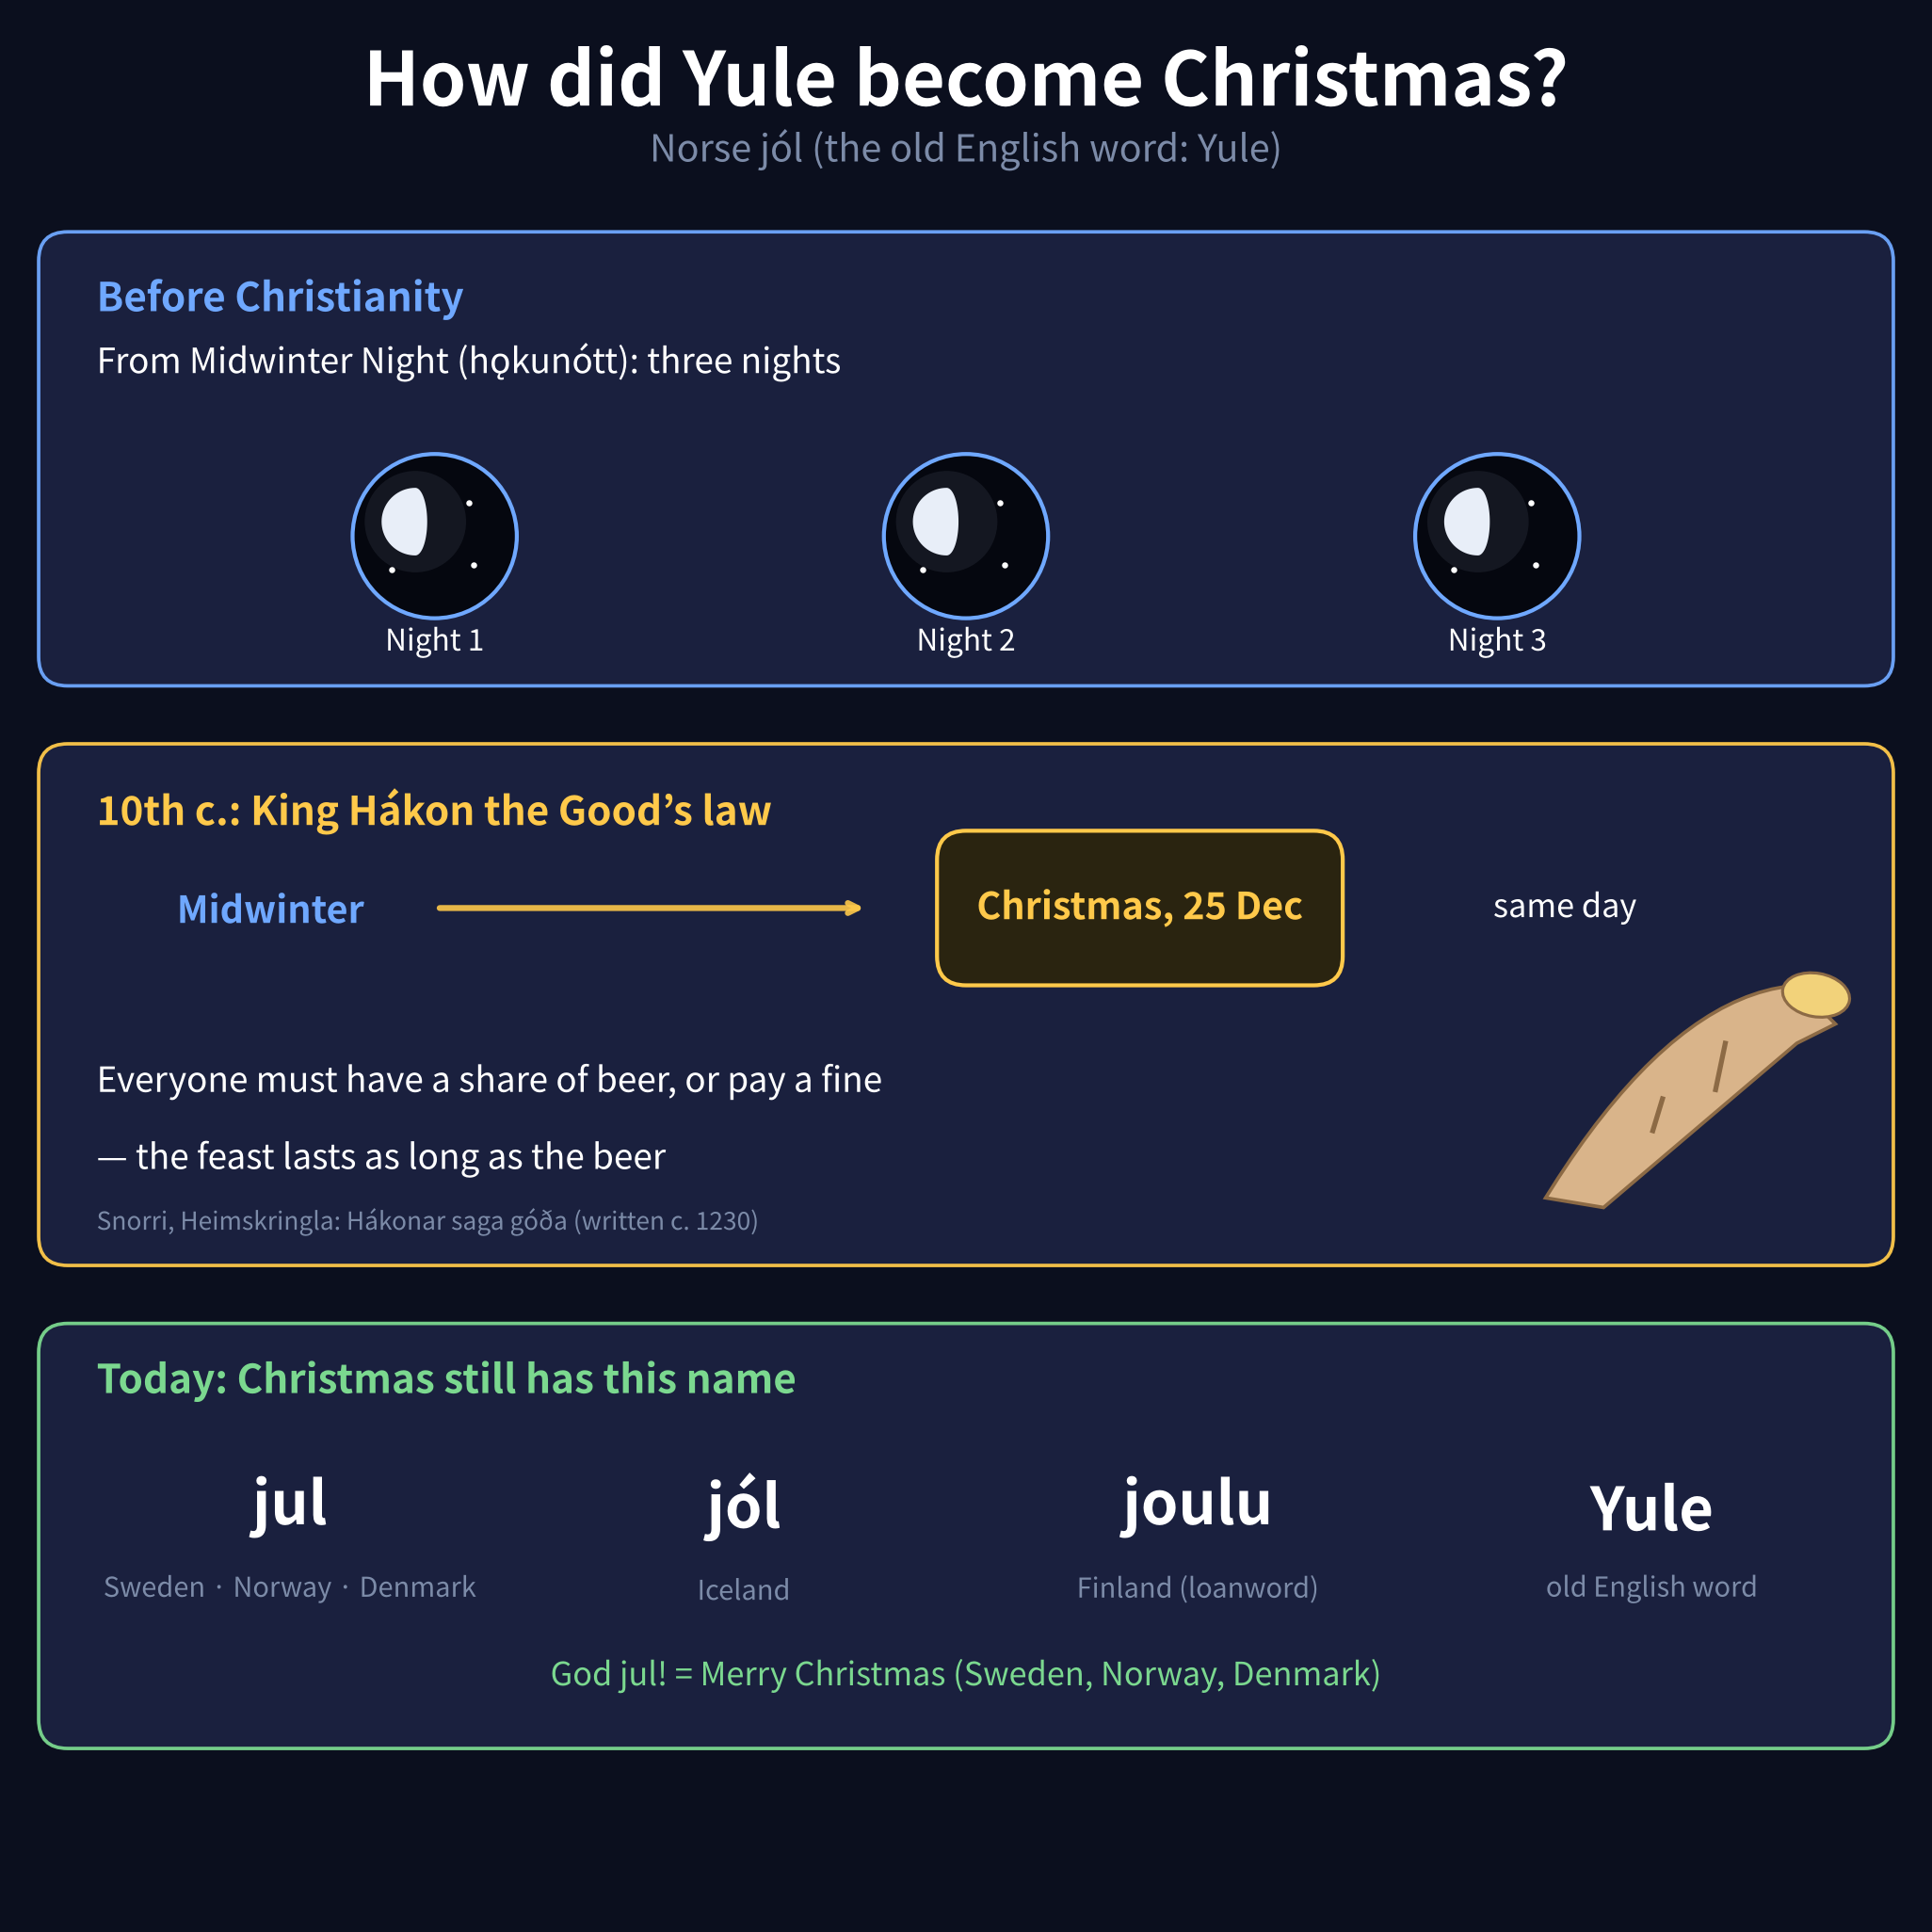 How did Yule become Christmas?
Norse jól (the old English word: Yule)
Before Christianity
From Midwinter Night (hǫkunótt): three nights
Night 1
Night 2
Night 3
10th c.: King Hákon the Good’s law
Midwinter
Christmas, 25 Dec
same day
Everyone must have a share of beer, or pay a fine
— the feast lasts as long as the beer
Snorri, Heimskringla: Hákonar saga góða (written c. 1230)
Today: Christmas still has this name
jul
jól
joulu
Yule
Sweden · Norway · Denmark
Iceland
Finland (loanword)
old English word
God jul! = Merry Christmas (Sweden, Norway, Denmark)